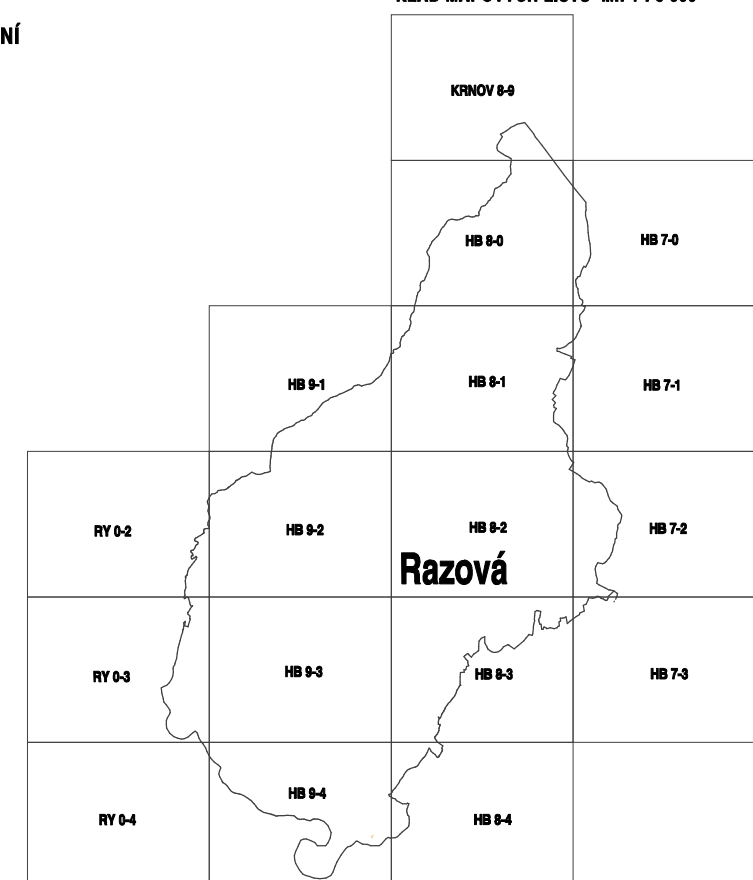 NÍ
KRNOV 8-9
HB 8-0
HB 7-0
HB 9-1
HB 8-1
HB 7-1
RY 0-2
HB 9-2
HB 8-2
HB 7-2
Razová
RY 0-3
HB 9-3
HB 8-3
HB 7-3
HB 9-4
RY 0-4
HB 8-4